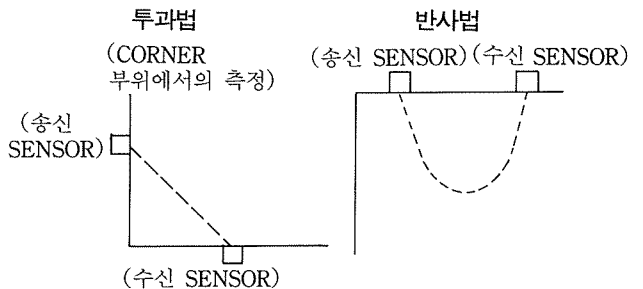 투과법
(CORNER
부위에서의 측정)
(송신
SENSOR)
(수신 SENSOR)
반사법
(송신 SENSOR) (수신 SENSOR)